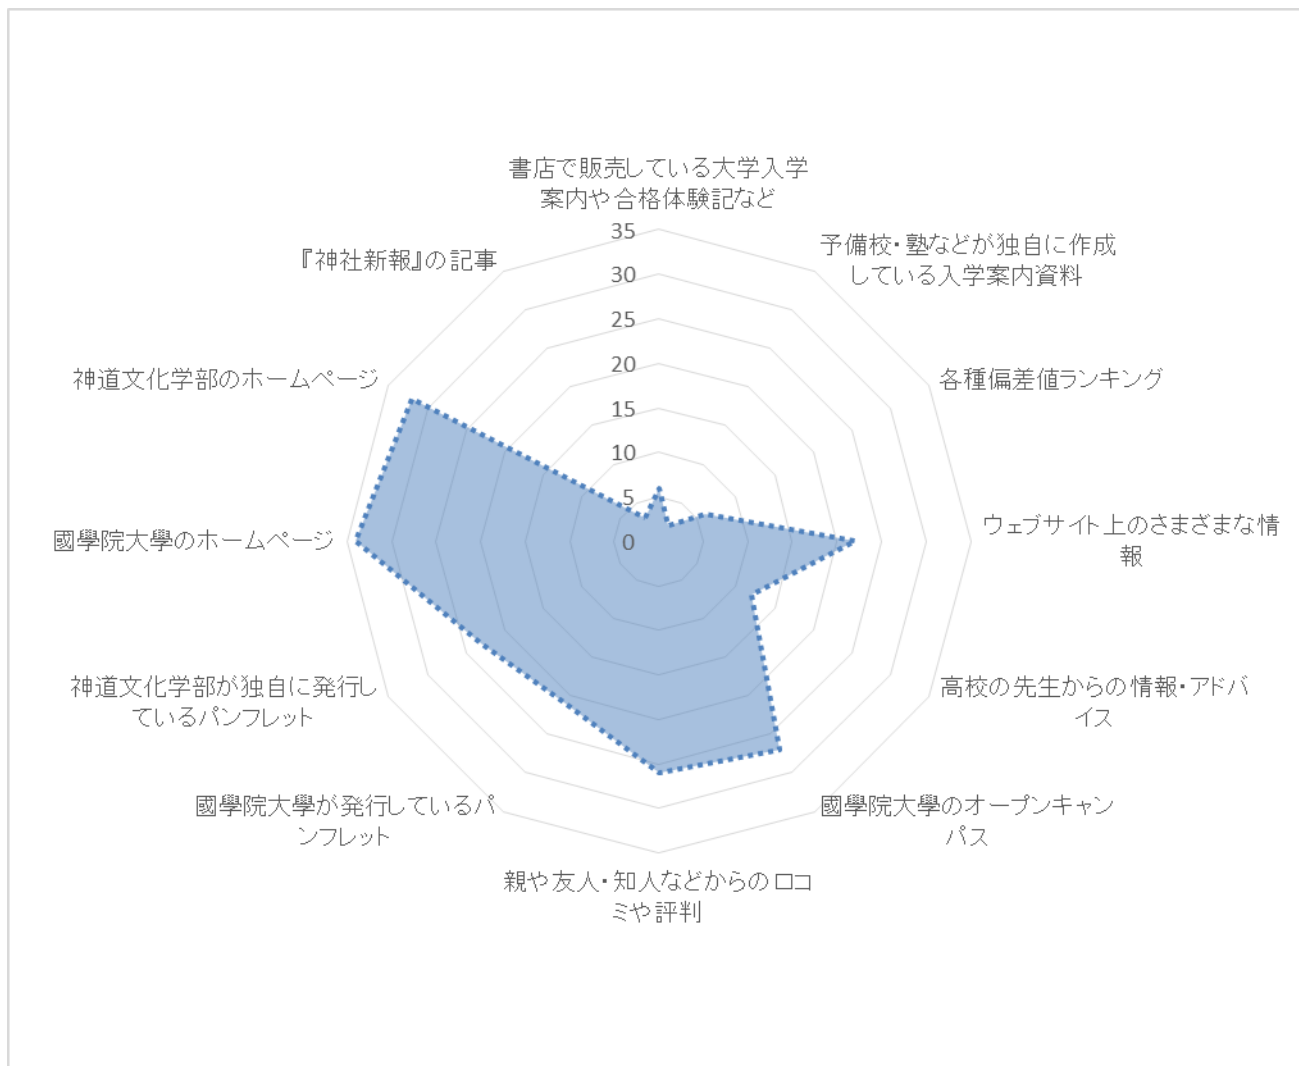 書店で販売している大学入学
案内や合格体験記など
予備校・塾などが独自に作成
している入学案内資料
各種偏差値ランキング
ウェブサイト上のさまざまな情
報
高校の先生からの情報・アドバ
イス
國學院大學のオープンキャン
パス
親や友人・知人などからの口コ
ミや評判
國學院大學が発行しているパ
ンフレット
神道文化学部が独自に発行し
ているパンフレット
國學院大學のホームページ
神道文化学部のホームページ
『神社新報』の記事
35
30
25
20
15
10
5
0